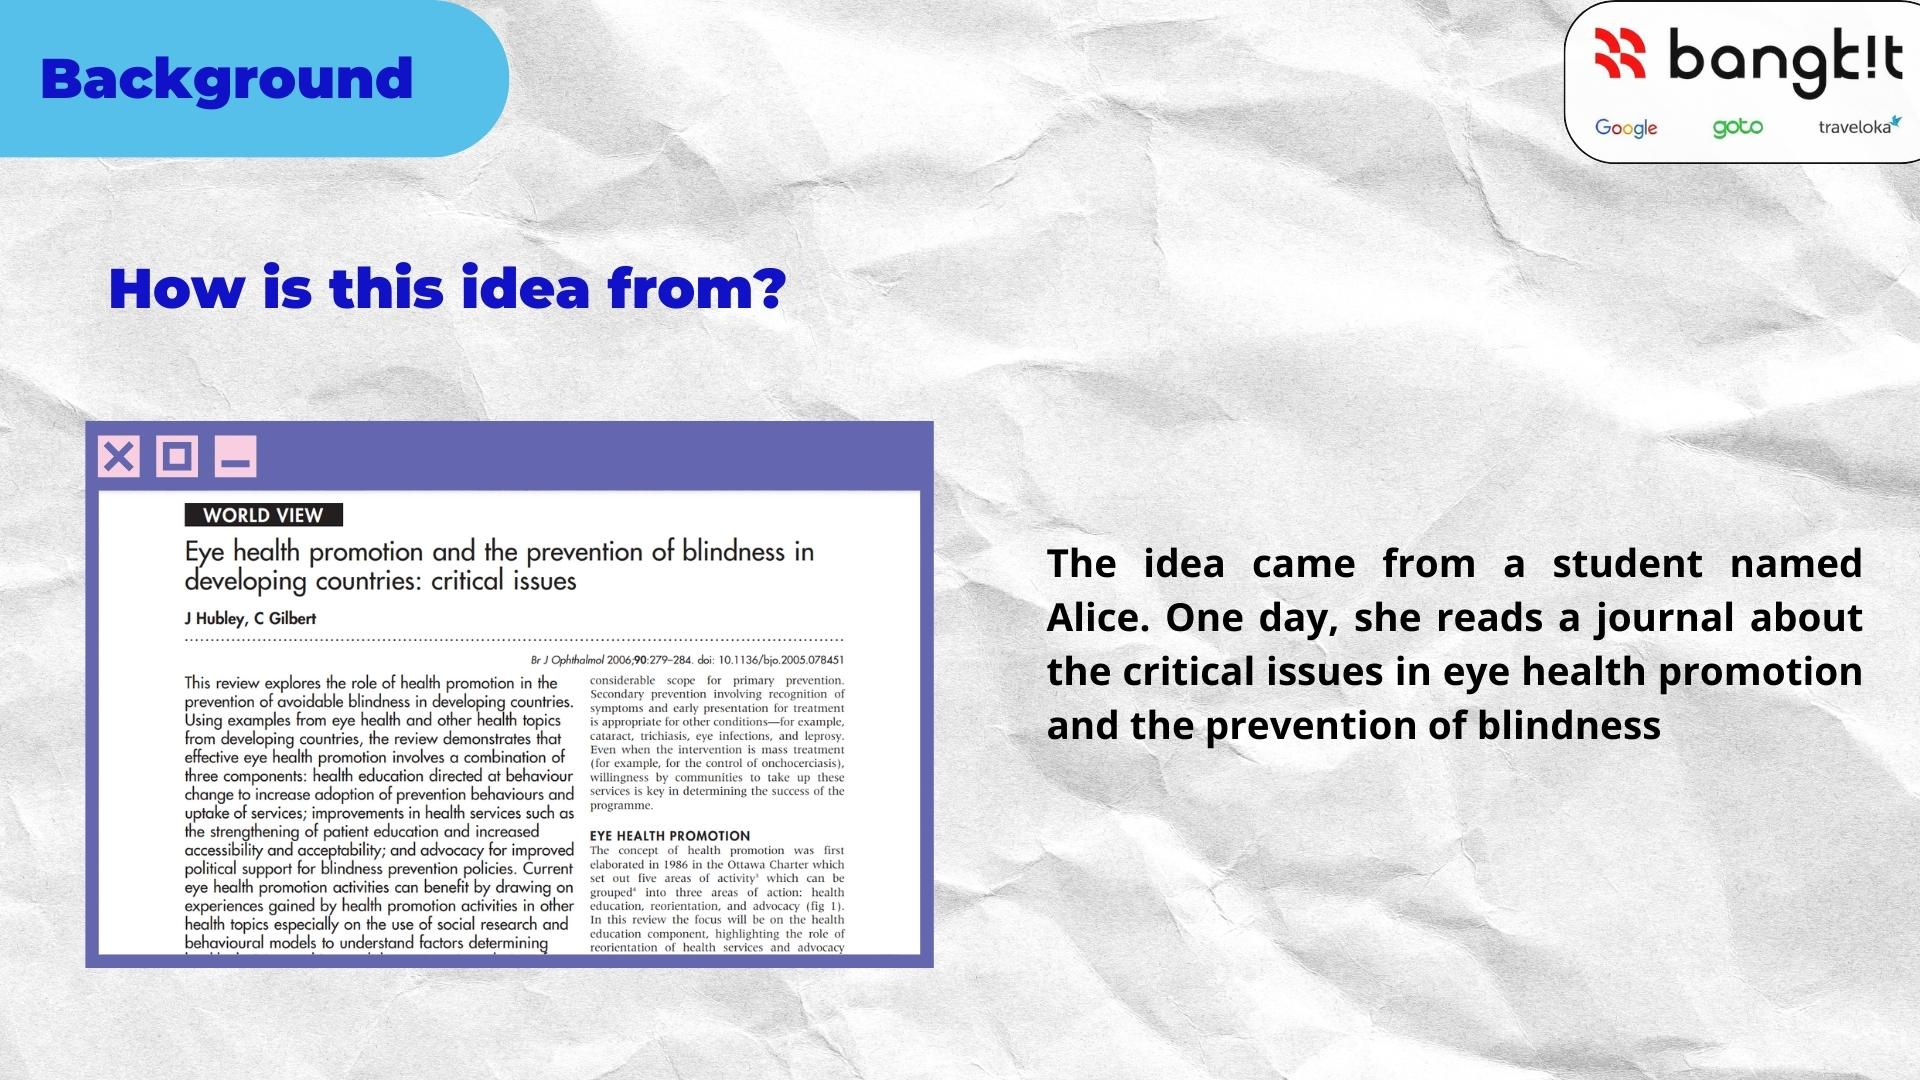 Background
bangk!t
Google
goto
traveloka
How is this idea from?
WORLD VIEW
Eye health promotion and the prevention of blindness in
developing countries: critical issues
J Hubley, C Gilbert
Br J Ophthalmol 2006;90:279–284. doi: 10.1136/bjo.2005.078451
This review explores the role of health promotion in the
prevention of avoidable blindness in developing countries.
Using examples from eye health and other health topics
from developing countries, the review demonstrates that
effective eye health promotion involves a combination of
three components: health education directed at behaviour
change to increase adoption of prevention behaviours and
uptake of services; improvements in health services such as
the strengthening of patient education and increased
accessibility and acceptability; and advocacy for improved
political support for blindness prevention policies. Current
eye health promotion activities can benefit by drawing on
experiences gained by health promotion activities in other
health topics especially on the use of social research and
behavioural models to understand factors determining
considerable scope for primary prevention.
Secondary prevention involving recognition of
symptoms and early presentation for treatment
is appropriate for other conditions—for example,
cataract, trichiasis, eye infections, and leprosy.
Even when the intervention is mass treatment
(for example, for the control of onchocerciasis),
willingness by communities to take up these
services is key in determining the success of the
programme.
EYE HEALTH PROMOTION
The concept of health promotion was first
elaborated in 1986 in the Ottawa Charter which
set out five areas of activity³ which can be
grouped⁴ into three areas of action: health
education, reorientation, and advocacy (fig 1).
In this review the focus will be on the health
education component, highlighting the role of
reorientation of health services and advocacy
The idea came from a student named
Alice. One day, she reads a journal about
the critical issues in eye health promotion
and the prevention of blindness